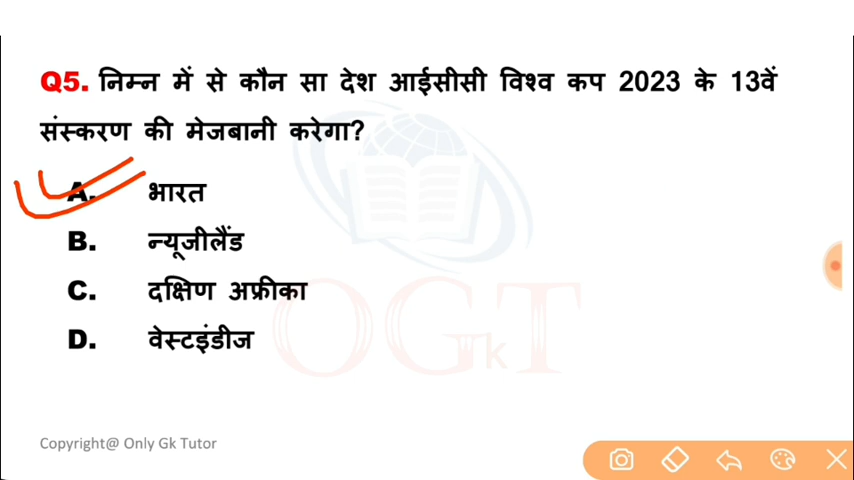 Q5. निम्न में से कौन सा देश आईसीसी विश्व कप 2023 के 13वें
संस्करण की मेजबानी करेगा?
A. भारत
B. न्यूजीलैंड
C. दक्षिण अफ्रीका
D. वेस्टइंडीज
OGT
k
Copyright@ Only Gk Tutor